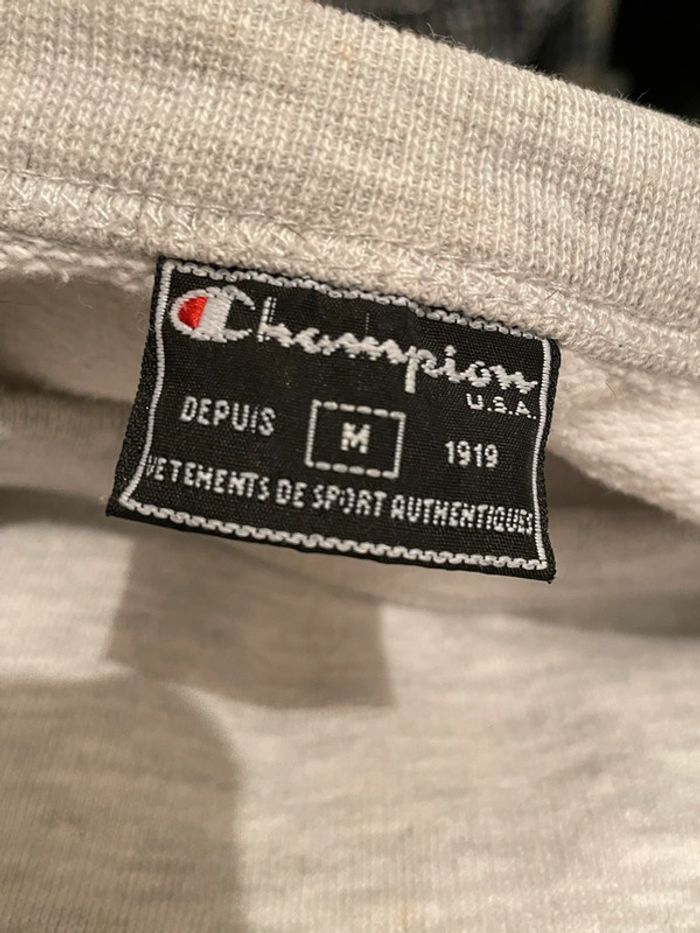 Champion
U.S.A.
DEPUIS M 1919
VETEMENTS DE SPORT AUTHENTIQUES